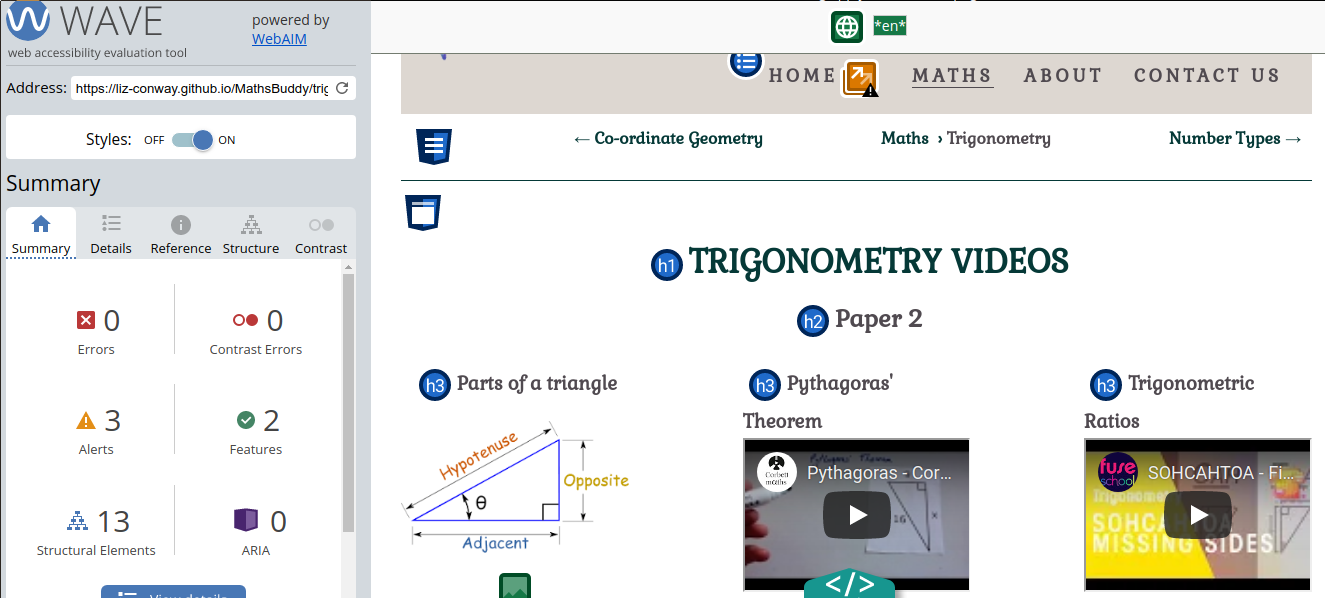 WAVE
powered by
WebAIM
web accessibility evaluation tool
Address: https://liz-conway.github.io/MathsBuddy/trig
Styles: OFF ON
Summary
Summary Details Reference Structure Contrast
0
Errors
0
Contrast Errors
3
Alerts
2
Features
13
Structural Elements
0
ARIA
View details
*en*
HOME MATHS ABOUT CONTACT US
← Co-ordinate Geometry Maths › Trigonometry Number Types →
h1 TRIGONOMETRY VIDEOS
h2 Paper 2
h3 Parts of a triangle
Hypotenuse
Opposite
θ
Adjacent
h3 Pythagoras'
Theorem
Corbett
maths
Pythagoras - Cor...
h3 Trigonometric
Ratios
fuse
school
SOHCAHTOA - Fi...
SOHCAHTOA
MISSING SIDES
</>